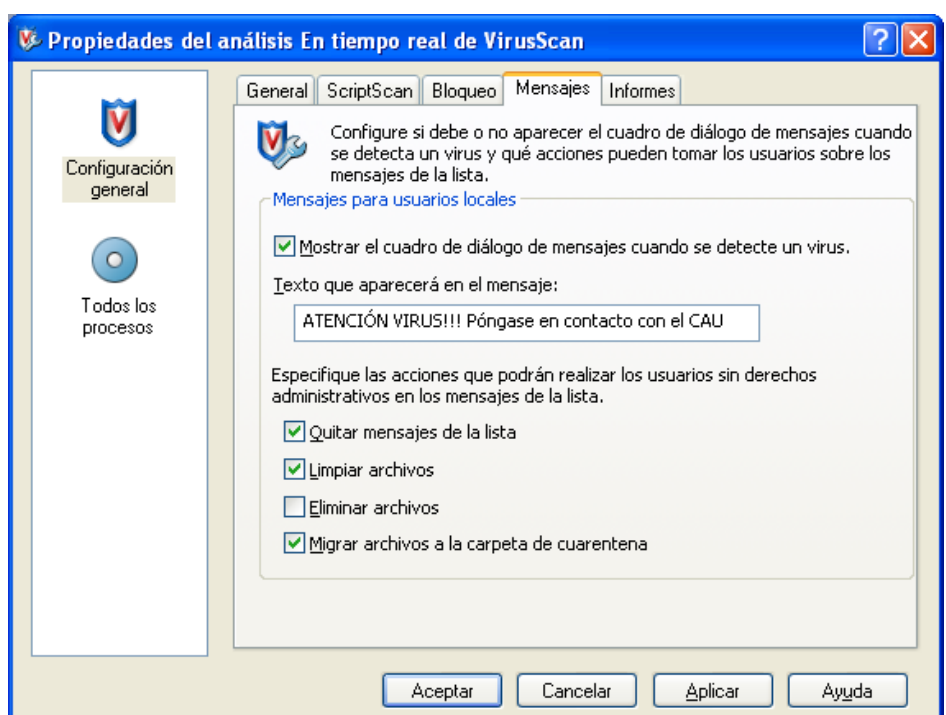 Propiedades del análisis En tiempo real de VirusScan
Configuración
general
Todos los
procesos
General
ScriptScan
Bloqueo
Mensajes
Informes
Configure si debe o no aparecer el cuadro de diálogo de mensajes cuando
se detecta un virus y qué acciones pueden tomar los usuarios sobre los
mensajes de la lista.
Mensajes para usuarios locales
Mostrar el cuadro de diálogo de mensajes cuando se detecte un virus.
Texto que aparecerá en el mensaje:
ATENCIÓN VIRUS!!! Póngase en contacto con el CAU
Especifique las acciones que podrán realizar los usuarios sin derechos
administrativos en los mensajes de la lista.
Quitar mensajes de la lista
Limpiar archivos
Eliminar archivos
Migrar archivos a la carpeta de cuarentena
Aceptar
Cancelar
Aplicar
Ayuda